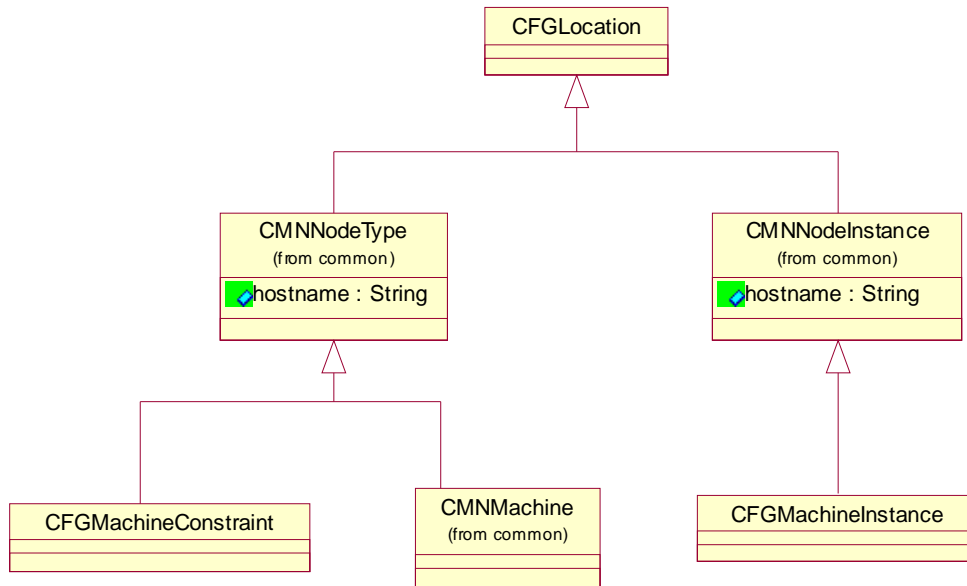 CFGLocation
CMNNodeType
(from common)
hostname : String
CMNNodeInstance
(from common)
hostname : String
CFGMachineConstraint
CMNMachine
(from common)
CFGMachineInstance